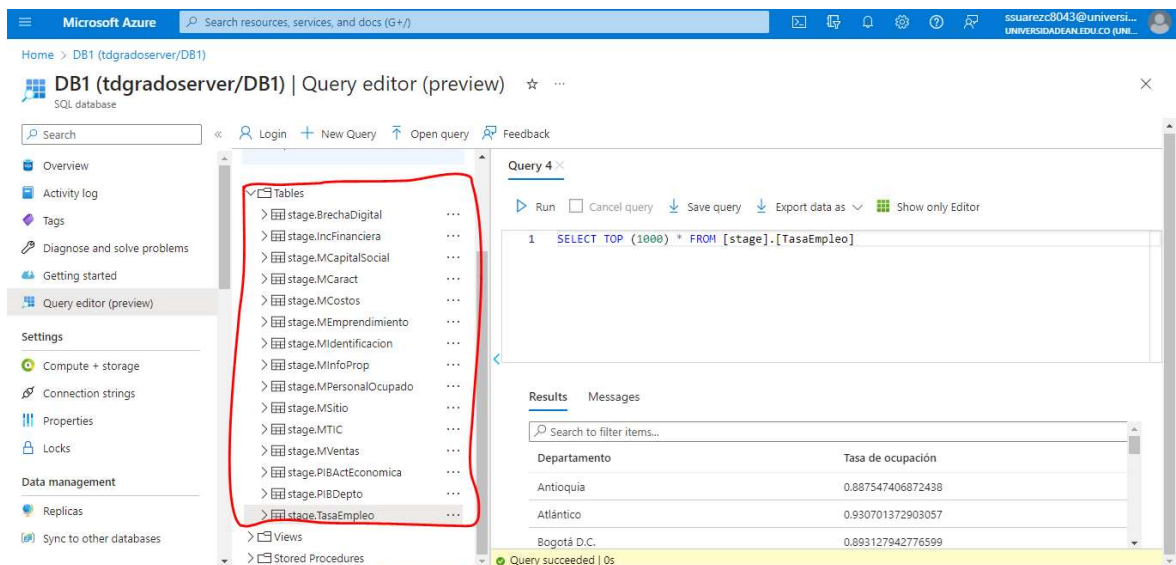 Microsoft Azure
Search resources, services, and docs (G+/)
ssuarezc8043@universi...
UNIVERSIDADEAN.EDU.CO (UNI...
Home > DB1 (tdgradoserver/DB1)
DB1 (tdgradoserver/DB1) | Query editor (preview)
SQL database
Search
Login
New Query
Open query
Feedback
Overview
Activity log
Tags
Diagnose and solve problems
Getting started
Query editor (preview)
Settings
Compute + storage
Connection strings
Properties
Locks
Data management
Replicas
Sync to other databases
Tables
stage.BrechaDigital
stage.IncFinanciera
stage.MCapitalSocial
stage.MCaract
stage.MCostos
stage.MEmprendimiento
stage.MIdentificacion
stage.MInfoProp
stage.MPersonalOcupado
stage.MSitio
stage.MTIC
stage.MVentas
stage.PIBActEconomica
stage.PIBDepto
stage.TasaEmpleo
Views
Stored Procedures
Query 4
Run
Cancel query
Save query
Export data as
Show only Editor
1 SELECT TOP (1000) * FROM [stage].[TasaEmpleo]
Results Messages
Search to filter items...
Departamento Tasa de ocupación
Antioquia 0.887547406872438
Atlántico 0.930701372903057
Bogotá D.C. 0.893127942776599
Query succeeded | 0s